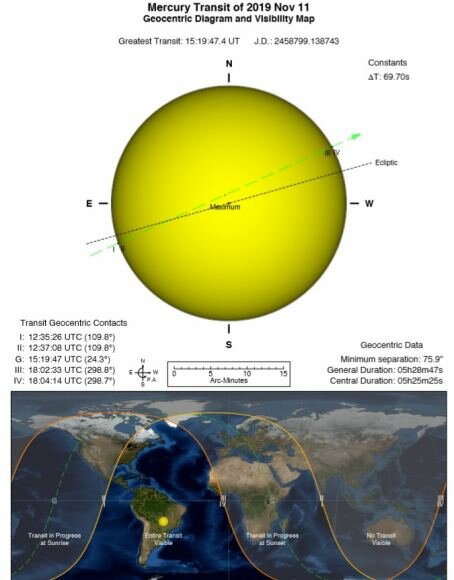 Mercury Transit of 2019 Nov 11
Geocentric Diagram and Visibility Map
Greatest Transit: 15:19:47.4 UT J.D.: 2458799.138743
N
Constants
ΔT: 69.70s
III IV
Ecliptic
E
Maximum
W
I II
S
Transit Geocentric Contacts
I: 12:35:26 UTC (109.8°)
II: 12:37:08 UTC (109.8°)
G: 15:19:47 UTC (24.3°)
III: 18:02:33 UTC (298.8°)
IV: 18:04:14 UTC (298.7°)
N
E W
S P.A.
0 5 10 15
Arc-Minutes
Geocentric Data
Minimum separation: 75.9"
General Duration: 05h28m47s
Central Duration: 05h25m25s
G II I III IV G II I III IV
Transit in Progress
at Sunrise
Entire Transit
Visible
Transit in Progress
at Sunset
No Transit
Visible